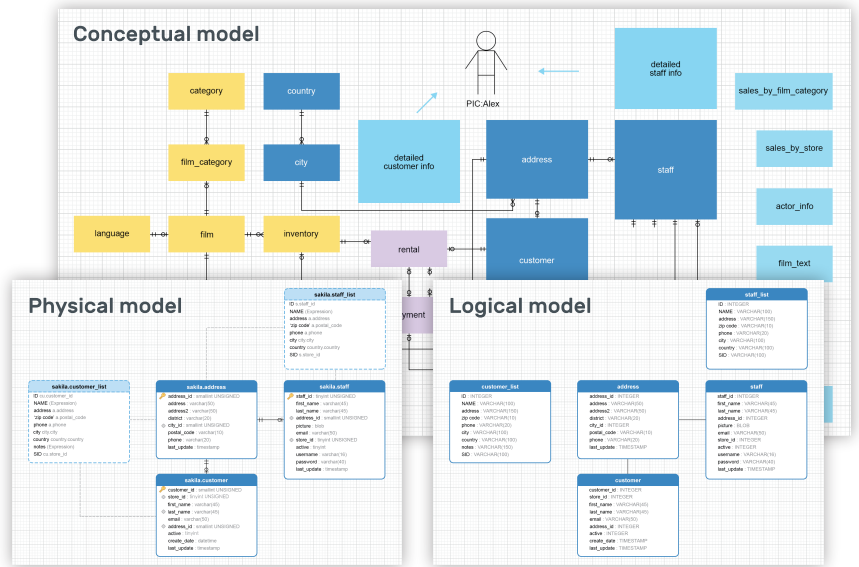 Conceptual model
category
country
PIC:Alex
detailed
staff info
sales_by_film_category
film_category
city
detailed
customer info
address
staff
sales_by_store
actor_info
language
film
inventory
rental
customer
film_text
yment
Physical model
sakila.staff_list
ID s.staff_id
NAME (Expression)
address a.address
'zip code' a.postal_code
phone a.phone
city city.city
country country.country
SID s.store_id
sakila.customer_list
ID cu.customer_id
NAME (Expression)
address a.address
'zip code' a.postal_code
phone a.phone
city city.city
country country.country
notes (Expression)
SID cu.store_id
sakila.address
address_id : smallint UNSIGNED
address : varchar(50)
address2 : varchar(50)
district : varchar(20)
city_id : smallint UNSIGNED
postal_code : varchar(10)
phone : varchar(20)
last_update : timestamp
sakila.staff
staff_id : tinyint UNSIGNED
first_name : varchar(45)
last_name : varchar(45)
address_id : smallint UNSIGNED
picture : blob
email : varchar(50)
store_id : tinyint UNSIGNED
active : tinyint
username : varchar(16)
password : varchar(40)
last_update : timestamp
sakila.customer
customer_id : smallint UNSIGNED
store_id : tinyint UNSIGNED
first_name : varchar(45)
last_name : varchar(45)
email : varchar(50)
address_id : smallint UNSIGNED
active : tinyint
create_date : datetime
last_update : timestamp
Logical model
staff_list
ID : INTEGER
NAME : VARCHAR(100)
address : VARCHAR(150)
zip code : VARCHAR(10)
phone : VARCHAR(20)
city : VARCHAR(100)
country : VARCHAR(100)
SID : VARCHAR(100)
customer_list
ID : INTEGER
NAME : VARCHAR(100)
address : VARCHAR(150)
zip code : VARCHAR(10)
phone : VARCHAR(20)
city : VARCHAR(100)
country : VARCHAR(100)
notes : VARCHAR(150)
SID : VARCHAR(100)
address
address_id : INTEGER
address : VARCHAR(50)
address2 : VARCHAR(50)
district : VARCHAR(20)
city_id : INTEGER
postal_code : VARCHAR(10)
phone : VARCHAR(20)
last_update : TIMESTAMP
staff
staff_id : INTEGER
first_name : VARCHAR(40)
last_name : VARCHAR(45)
address_id : INTEGER
picture : BLOB
email : VARCHAR(50)
store_id : INTEGER
active : INTEGER
username : VARCHAR(16)
password : VARCHAR(40)
last_update : TIMESTAMP
customer
customer_id : INTEGER
store_id : INTEGER
first_name : VARCHAR(45)
last_name : VARCHAR(45)
email : VARCHAR(50)
address_id : INTEGER
active : INTEGER
create_date : TIMESTAMP
last_update : TIMESTAMP